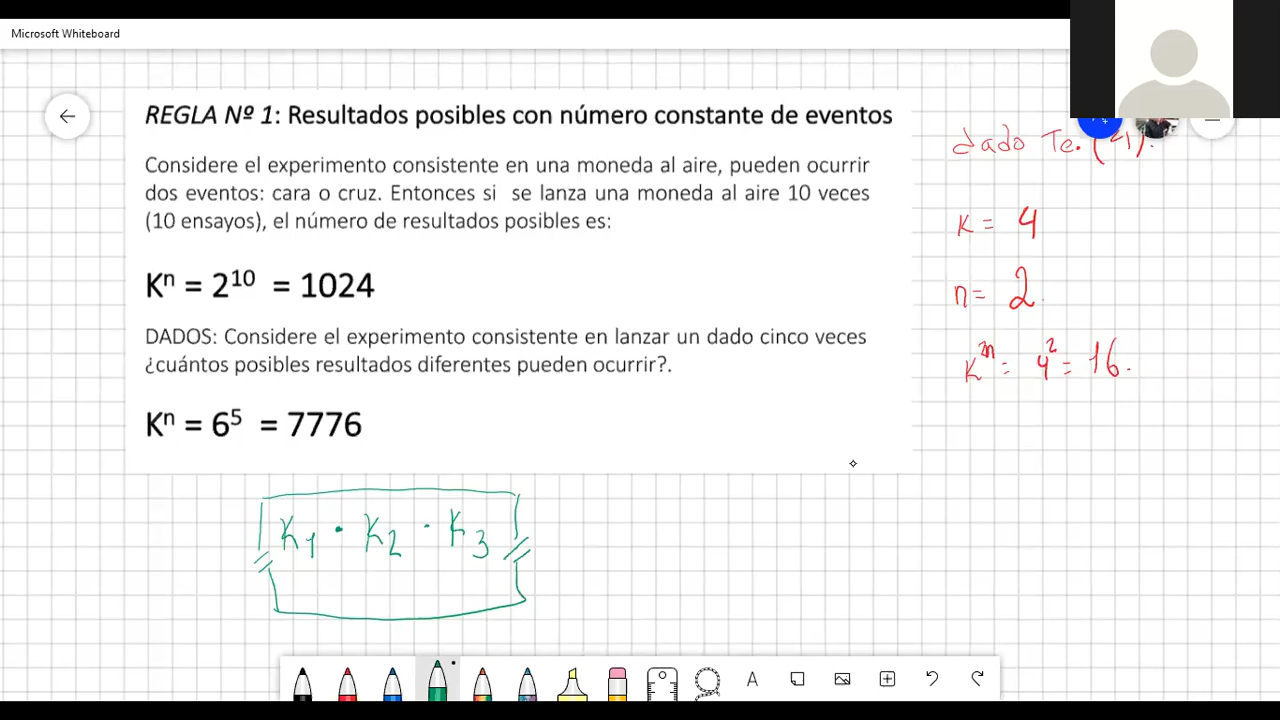 Microsoft Whiteboard
REGLA Nº 1: Resultados posibles con número constante de eventos
Considere el experimento consistente en una moneda al aire, pueden ocurrir
dos eventos: cara o cruz. Entonces si se lanza una moneda al aire 10 veces
(10 ensayos), el número de resultados posibles es:
Kⁿ = 2¹⁰ = 1024
DADOS: Considere el experimento consistente en lanzar un dado cinco veces
¿cuántos posibles resultados diferentes pueden ocurrir?.
Kⁿ = 6⁵ = 7776
K1 · K2 · K3
dado Te. (4).
K = 4
n = 2.
Kⁿ = 4² = 16.
A